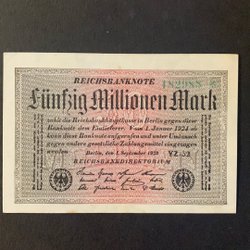 REICHSBANKNOTE
Fünfzig Millionen Mark
zahlt die Reichsbankhauptkasse in Berlin gegen diese
Banknote dem Einlieferer. Vom 1. Januar 1924 ab
kann diese Banknote aufgerufen und unter Umtausch
gegen andere gesetzliche Zahlungsmittel eingezogen
werden
Berlin, den 1. September 1923
REICHSBANKDIREKTORIUM